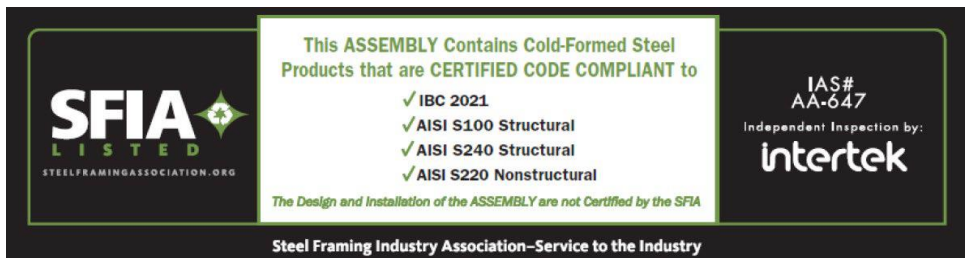 SFIA
LISTED
STEELFRAMINGASSOCIATION.ORG
This ASSEMBLY Contains Cold-Formed Steel
Products that are CERTIFIED CODE COMPLIANT to
✓IBC 2021
✓AISI S100 Structural
✓AISI S240 Structural
✓AISI S220 Nonstructural
The Design and Installation of the ASSEMBLY are not Certified by the SFIA
IAS#
AA-647
Independent Inspection by:
intertek
Steel Framing Industry Association–Service to the Industry